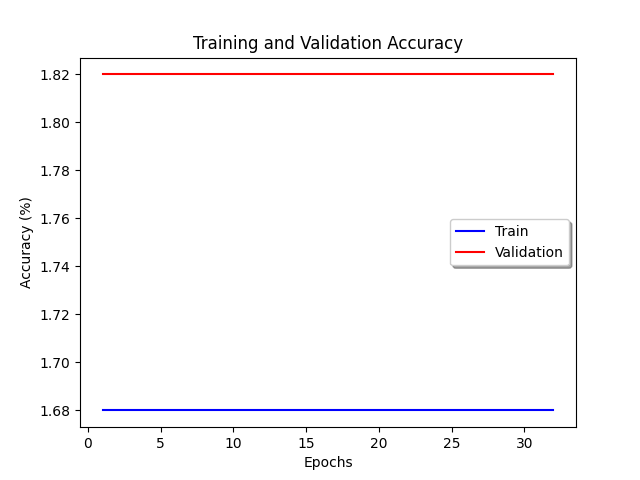 Training and Validation Accuracy
1.82
1.80
1.78
1.76
1.74
1.72
1.70
1.68
Accuracy (%)
Train
Validation
0 5 10 15 20 25 30
Epochs